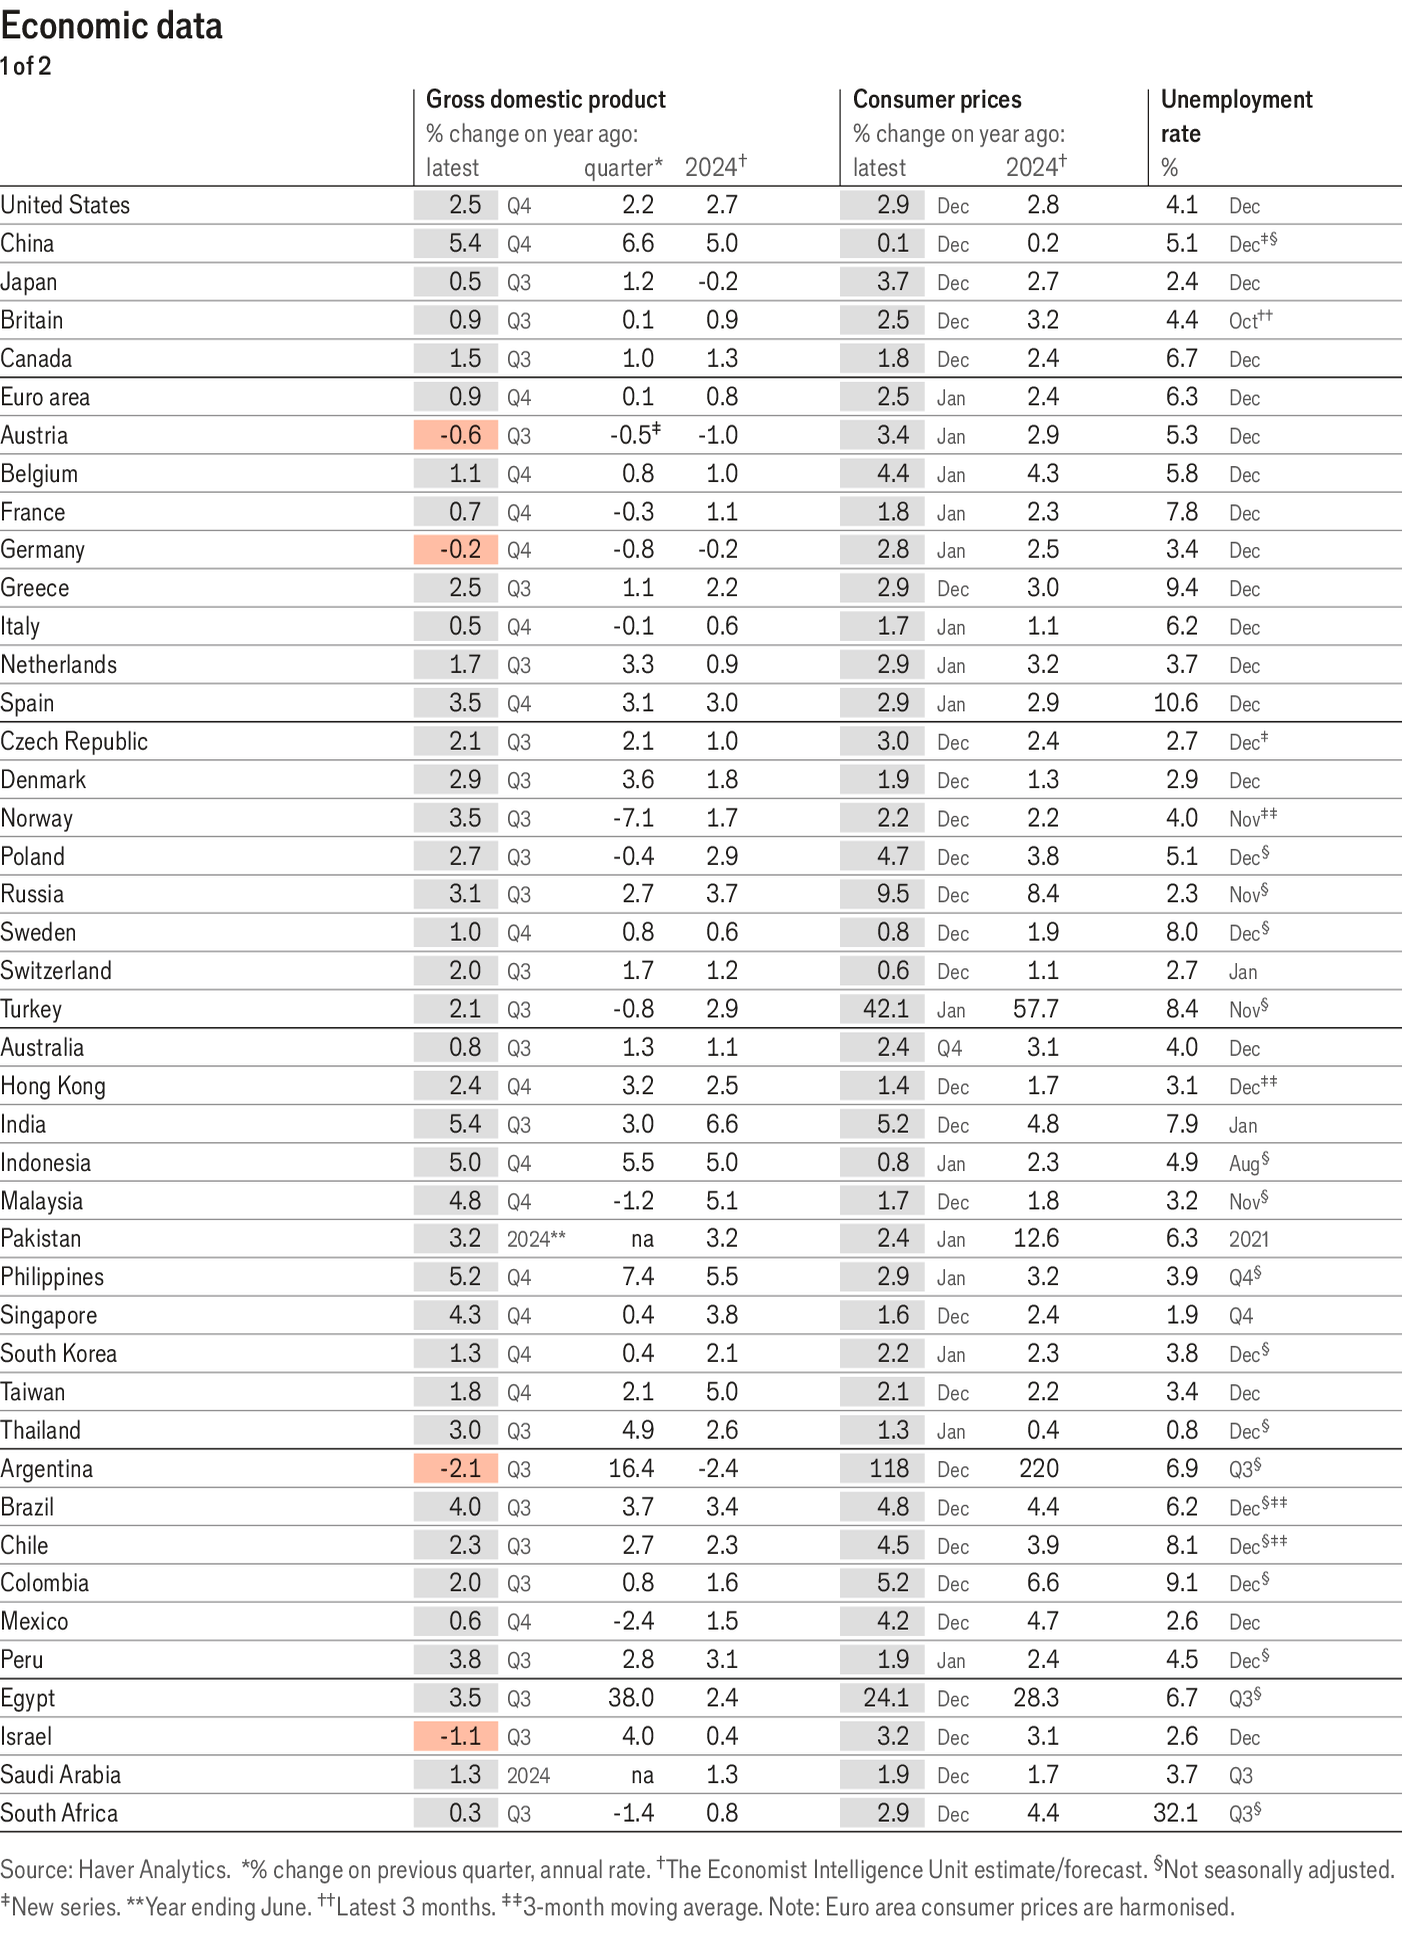 Economic data
1 of 2
Gross domestic product Consumer prices Unemployment
% change on year ago: % change on year ago: rate
latest quarter* 2024† latest 2024† %
United States 2.5 Q4 2.2 2.7 2.9 Dec 2.8 4.1 Dec
China 5.4 Q4 6.6 5.0 0.1 Dec 0.2 5.1 Dec‡§
Japan 0.5 Q3 1.2 -0.2 3.7 Dec 2.7 2.4 Dec
Britain 0.9 Q3 0.1 0.9 2.5 Dec 3.2 4.4 Oct††
Canada 1.5 Q3 1.0 1.3 1.8 Dec 2.4 6.7 Dec
Euro area 0.9 Q4 0.1 0.8 2.5 Jan 2.4 6.3 Dec
Austria -0.6 Q3 -0.5‡ -1.0 3.4 Jan 2.9 5.3 Dec
Belgium 1.1 Q4 0.8 1.0 4.4 Jan 4.3 5.8 Dec
France 0.7 Q4 -0.3 1.1 1.8 Jan 2.3 7.8 Dec
Germany -0.2 Q4 -0.8 -0.2 2.8 Jan 2.5 3.4 Dec
Greece 2.5 Q3 1.1 2.2 2.9 Dec 3.0 9.4 Dec
Italy 0.5 Q4 -0.1 0.6 1.7 Jan 1.1 6.2 Dec
Netherlands 1.7 Q3 3.3 0.9 2.9 Jan 3.2 3.7 Dec
Spain 3.5 Q4 3.1 3.0 2.9 Jan 2.9 10.6 Dec
Czech Republic 2.1 Q3 2.1 1.0 3.0 Dec 2.4 2.7 Dec‡
Denmark 2.9 Q3 3.6 1.8 1.9 Dec 1.3 2.9 Dec
Norway 3.5 Q3 -7.1 1.7 2.2 Dec 2.2 4.0 Nov‡‡
Poland 2.7 Q3 -0.4 2.9 4.7 Dec 3.8 5.1 Dec§
Russia 3.1 Q3 2.7 3.7 9.5 Dec 8.4 2.3 Nov§
Sweden 1.0 Q4 0.8 0.6 0.8 Dec 1.9 8.0 Dec§
Switzerland 2.0 Q3 1.7 1.2 0.6 Dec 1.1 2.7 Jan
Turkey 2.1 Q3 -0.8 2.9 42.1 Jan 57.7 8.4 Nov§
Australia 0.8 Q3 1.3 1.1 2.4 Q4 3.1 4.0 Dec
Hong Kong 2.4 Q4 3.2 2.5 1.4 Dec 1.7 3.1 Dec‡‡
India 5.4 Q3 3.0 6.6 5.2 Dec 4.8 7.9 Jan
Indonesia 5.0 Q4 5.5 5.0 0.8 Jan 2.3 4.9 Aug§
Malaysia 4.8 Q4 -1.2 5.1 1.7 Dec 1.8 3.2 Nov§
Pakistan 3.2 2024** na 3.2 2.4 Jan 12.6 6.3 2021
Philippines 5.2 Q4 7.4 5.5 2.9 Jan 3.2 3.9 Q4§
Singapore 4.3 Q4 0.4 3.8 1.6 Dec 2.4 1.9 Q4
South Korea 1.3 Q4 0.4 2.1 2.2 Jan 2.3 3.8 Dec§
Taiwan 1.8 Q4 2.1 5.0 2.1 Dec 2.2 3.4 Dec
Thailand 3.0 Q3 4.9 2.6 1.3 Jan 0.4 0.8 Dec§
Argentina -2.1 Q3 16.4 -2.4 118 Dec 220 6.9 Q3§
Brazil 4.0 Q3 3.7 3.4 4.8 Dec 4.4 6.2 Dec§‡‡
Chile 2.3 Q3 2.7 2.3 4.5 Dec 3.9 8.1 Dec§‡‡
Colombia 2.0 Q3 0.8 1.6 5.2 Dec 6.6 9.1 Dec§
Mexico 0.6 Q4 -2.4 1.5 4.2 Dec 4.7 2.6 Dec
Peru 3.8 Q3 2.8 3.1 1.9 Jan 2.4 4.5 Dec§
Egypt 3.5 Q3 38.0 2.4 24.1 Dec 28.3 6.7 Q3§
Israel -1.1 Q3 4.0 0.4 3.2 Dec 3.1 2.6 Dec
Saudi Arabia 1.3 2024 na 1.3 1.9 Dec 1.7 3.7 Q3
South Africa 0.3 Q3 -1.4 0.8 2.9 Dec 4.4 32.1 Q3§
Source: Haver Analytics. *% change on previous quarter, annual rate. †The Economist Intelligence Unit estimate/forecast. §Not seasonally adjusted.
‡New series. **Year ending June. ††Latest 3 months. ‡‡3-month moving average. Note: Euro area consumer prices are harmonised.